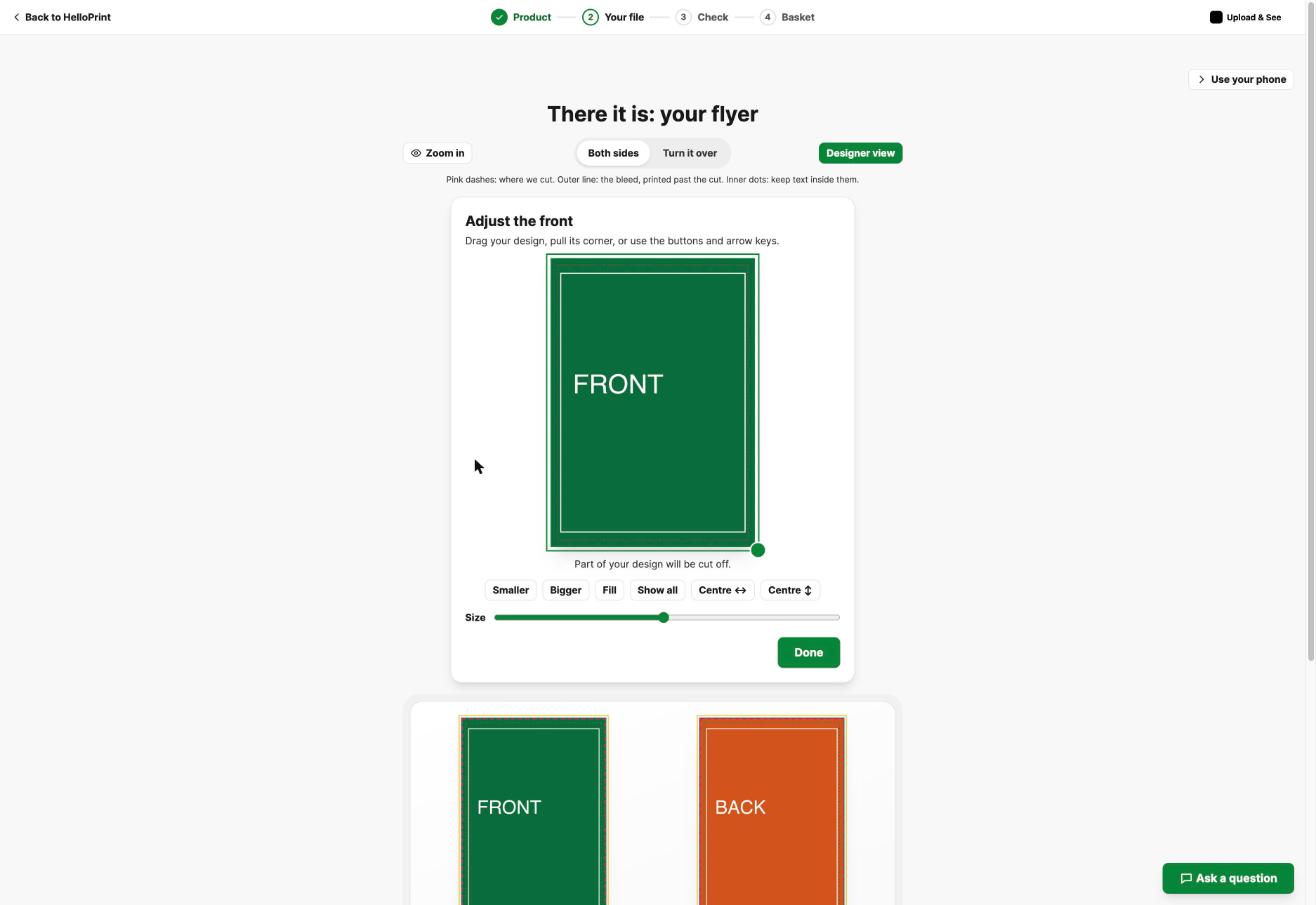 Back to HelloPrint
Product
2 Your file
3 Check
4 Basket
Upload & See
Use your phone
There it is: your flyer
Zoom in
Both sides
Turn it over
Designer view
Pink dashes: where we cut. Outer line: the bleed, printed past the cut. Inner dots: keep text inside them.
Adjust the front
Drag your design, pull its corner, or use the buttons and arrow keys.
FRONT
Part of your design will be cut off.
Smaller
Bigger
Fill
Show all
Centre ↔
Centre ↕
Size
Done
FRONT
BACK
Ask a question